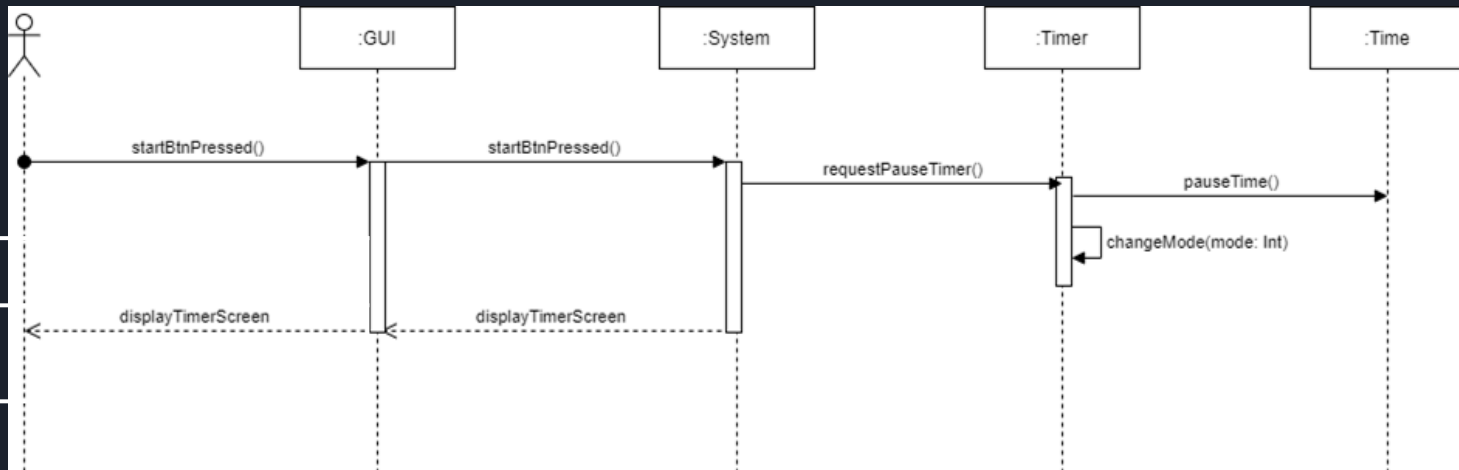 :GUI
:System
:Timer
:Time
startBtnPressed()
startBtnPressed()
requestPauseTimer()
pauseTime()
changeMode(mode: Int)
displayTimerScreen
displayTimerScreen